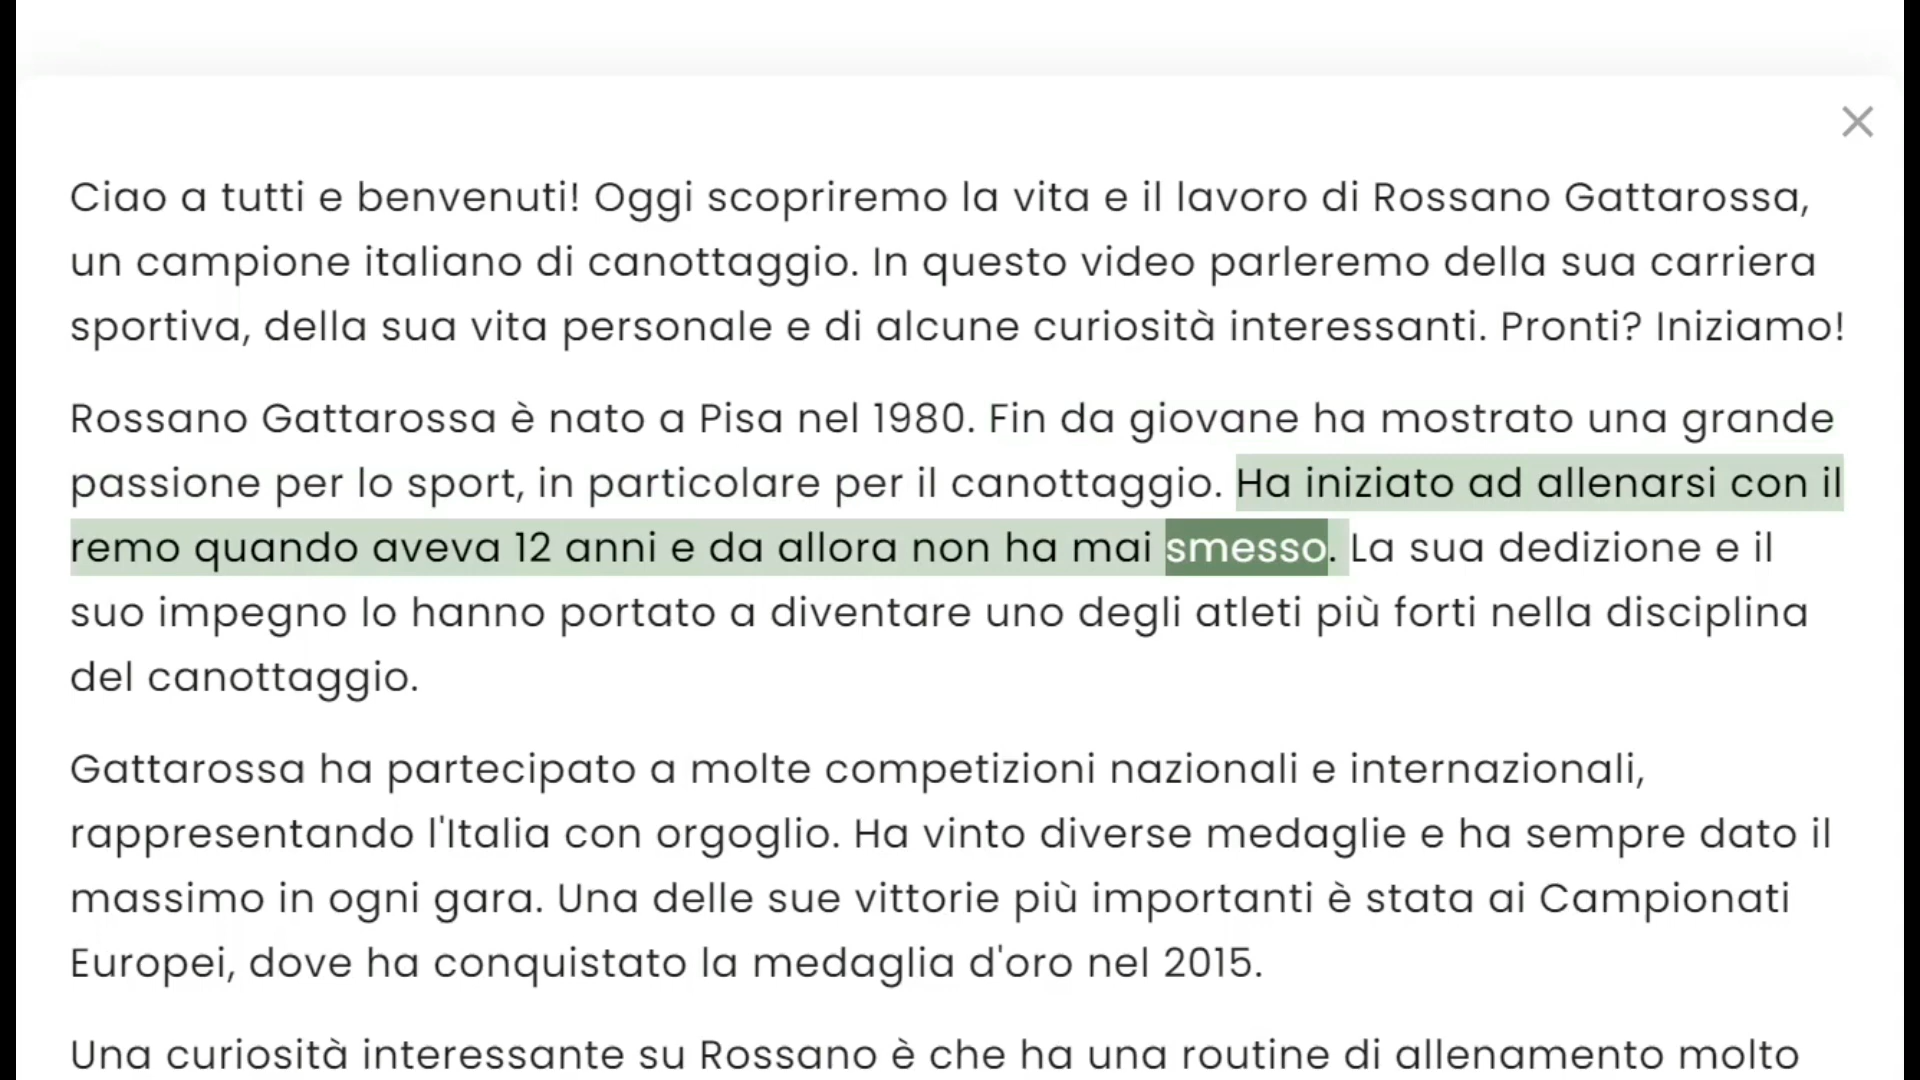 Ciao a tutti e benvenuti! Oggi scopriremo la vita e il lavoro di Rossano Gattarossa,
un campione italiano di canottaggio. In questo video parleremo della sua carriera
sportiva, della sua vita personale e di alcune curiosità interessanti. Pronti? Iniziamo!
Rossano Gattarossa è nato a Pisa nel 1980. Fin da giovane ha mostrato una grande
passione per lo sport, in particolare per il canottaggio. Ha iniziato ad allenarsi con il
remo quando aveva 12 anni e da allora non ha mai smesso. La sua dedizione e il
suo impegno lo hanno portato a diventare uno degli atleti più forti nella disciplina
del canottaggio.
Gattarossa ha partecipato a molte competizioni nazionali e internazionali,
rappresentando l'Italia con orgoglio. Ha vinto diverse medaglie e ha sempre dato il
massimo in ogni gara. Una delle sue vittorie più importanti è stata ai Campionati
Europei, dove ha conquistato la medaglia d'oro nel 2015.
Una curiosità interessante su Rossano è che ha una routine di allenamento molto